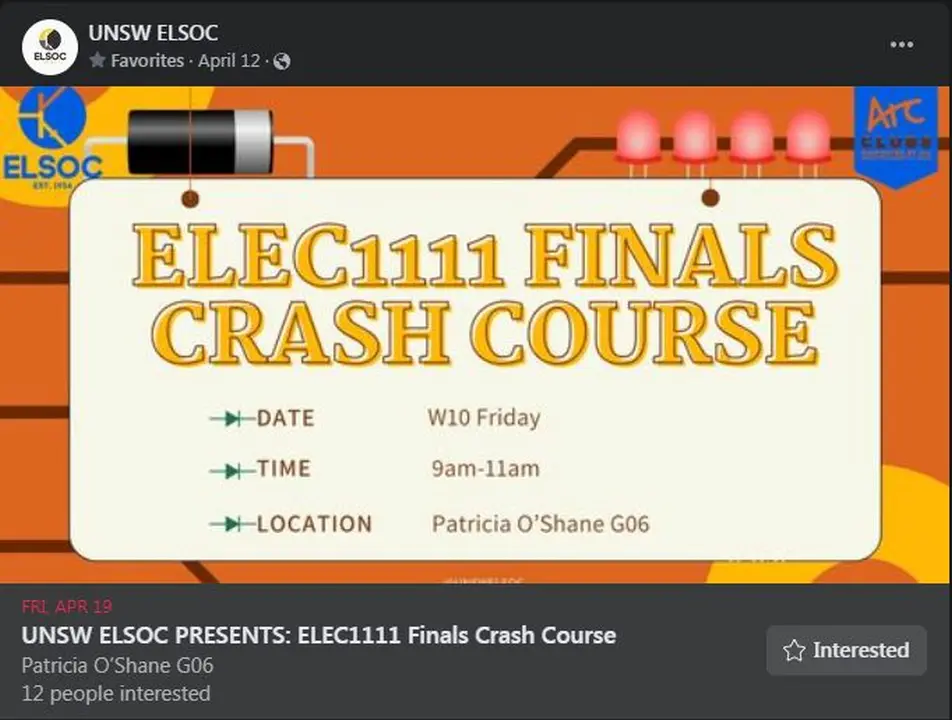 UNSW ELSOC
Favorites · April 12 ·
ELSOC
ELSOC
EST. 1954
Arc
CLUBS
ELEC1111 FINALS
CRASH COURSE
DATE W10 Friday
TIME 9am-11am
LOCATION Patricia O'Shane G06
@UNSWELSOC
FRI, APR 19
UNSW ELSOC PRESENTS: ELEC1111 Finals Crash Course
Patricia O'Shane G06
12 people interested
Interested